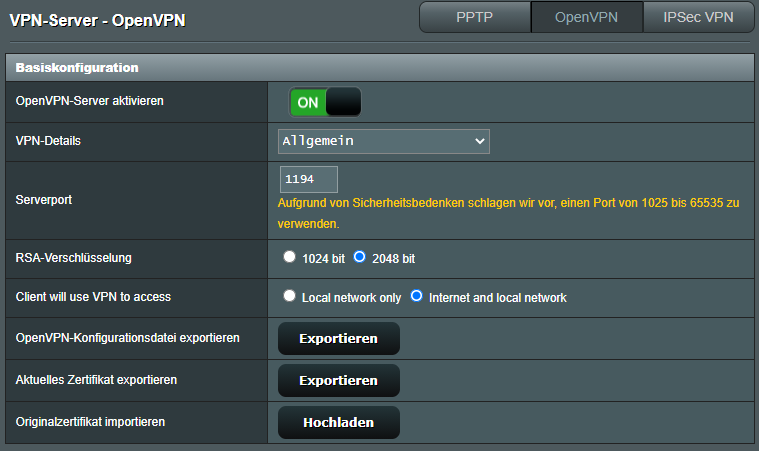 VPN-Server - OpenVPN
PPTP OpenVPN IPSec VPN
Basiskonfiguration
OpenVPN-Server aktivieren ON
VPN-Details Allgemein
Serverport 1194
Aufgrund von Sicherheitsbedenken schlagen wir vor, einen Port von 1025 bis 65535 zu
verwenden.
RSA-Verschlüsselung 1024 bit 2048 bit
Client will use VPN to access Local network only Internet and local network
OpenVPN-Konfigurationsdatei exportieren Exportieren
Aktuelles Zertifikat exportieren Exportieren
Originalzertifikat importieren Hochladen